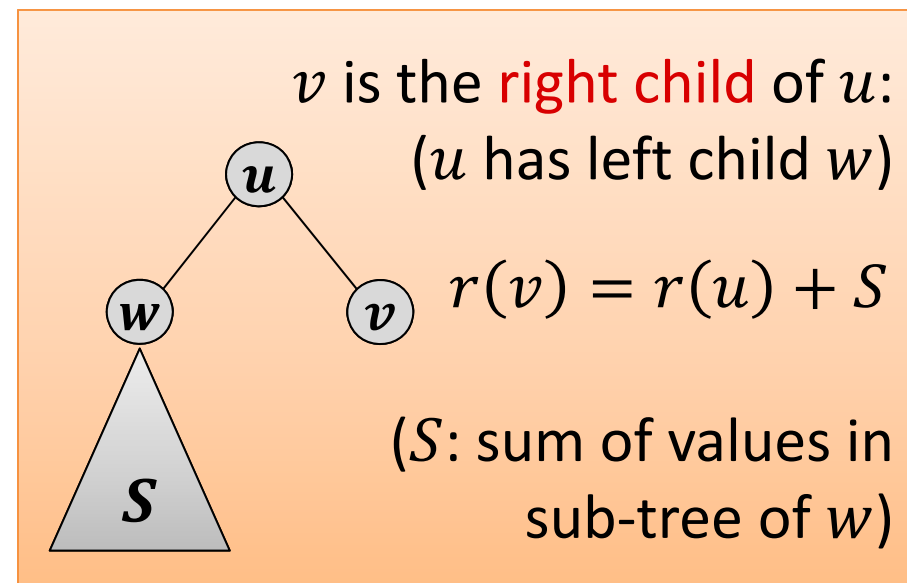 𝑣 is the right child of 𝑢:
(𝑢 has left child 𝑤)
𝒖
𝒘
𝒗
𝑟(𝑣) = 𝑟(𝑢) + 𝑆
(𝑆: sum of values in
𝑺
sub-tree of 𝑤)